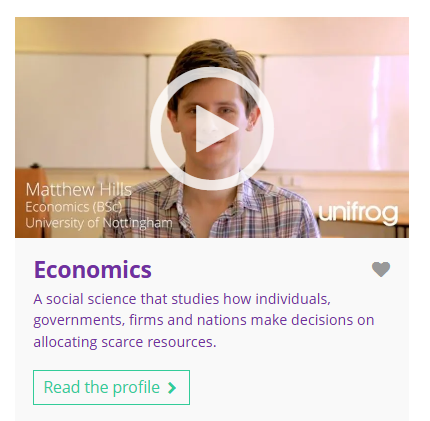 Matthew Hills
Economics (BSc)
University of Nottingham
unifrog
Economics
A social science that studies how individuals,
governments, firms and nations make decisions on
allocating scarce resources.
Read the profile